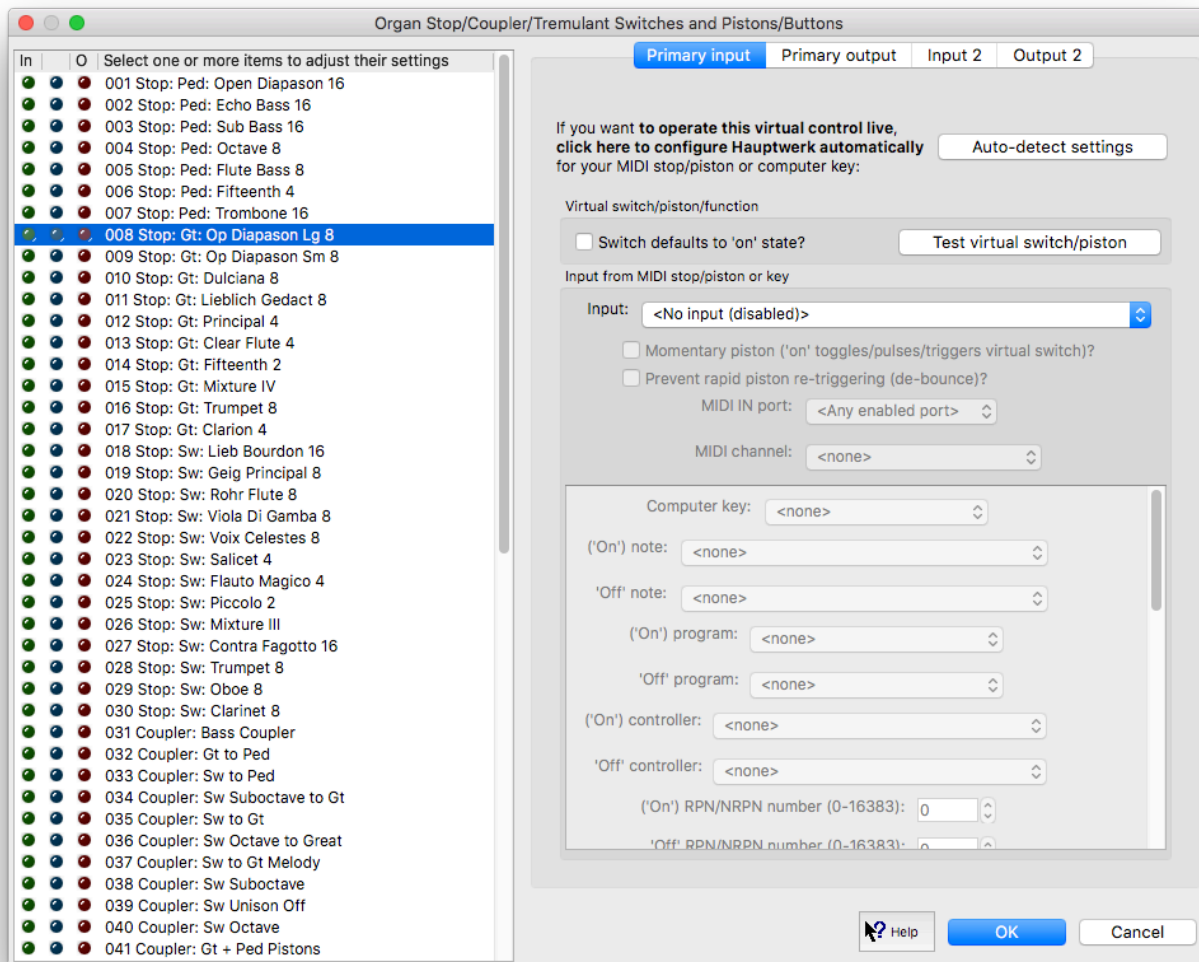 Organ Stop/Coupler/Tremulant Switches and Pistons/Buttons
In O Select one or more items to adjust their settings
001 Stop: Ped: Open Diapason 16
002 Stop: Ped: Echo Bass 16
003 Stop: Ped: Sub Bass 16
004 Stop: Ped: Octave 8
005 Stop: Ped: Flute Bass 8
006 Stop: Ped: Fifteenth 4
007 Stop: Ped: Trombone 16
008 Stop: Gt: Op Diapason Lg 8
009 Stop: Gt: Op Diapason Sm 8
010 Stop: Gt: Dulciana 8
011 Stop: Gt: Lieblich Gedact 8
012 Stop: Gt: Principal 4
013 Stop: Gt: Clear Flute 4
014 Stop: Gt: Fifteenth 2
015 Stop: Gt: Mixture IV
016 Stop: Gt: Trumpet 8
017 Stop: Gt: Clarion 4
018 Stop: Sw: Lieb Bourdon 16
019 Stop: Sw: Geig Principal 8
020 Stop: Sw: Rohr Flute 8
021 Stop: Sw: Viola Di Gamba 8
022 Stop: Sw: Voix Celestes 8
023 Stop: Sw: Salicet 4
024 Stop: Sw: Flauto Magico 4
025 Stop: Sw: Piccolo 2
026 Stop: Sw: Mixture III
027 Stop: Sw: Contra Fagotto 16
028 Stop: Sw: Trumpet 8
029 Stop: Sw: Oboe 8
030 Stop: Sw: Clarinet 8
031 Coupler: Bass Coupler
032 Coupler: Gt to Ped
033 Coupler: Sw to Ped
034 Coupler: Sw Suboctave to Gt
035 Coupler: Sw to Gt
036 Coupler: Sw Octave to Great
037 Coupler: Sw to Gt Melody
038 Coupler: Sw Suboctave
039 Coupler: Sw Unison Off
040 Coupler: Sw Octave
041 Coupler: Gt + Ped Pistons
Primary input Primary output Input 2 Output 2
If you want to operate this virtual control live,
click here to configure Hauptwerk automatically
for your MIDI stop/piston or computer key:
Auto-detect settings
Virtual switch/piston/function
Switch defaults to 'on' state? Test virtual switch/piston
Input from MIDI stop/piston or key
Input: <No input (disabled)>
Momentary piston ('on' toggles/pulses/triggers virtual switch)?
Prevent rapid piston re-triggering (de-bounce)?
MIDI IN port: <Any enabled port>
MIDI channel: <none>
Computer key: <none>
('On') note: <none>
'Off' note: <none>
('On') program: <none>
'Off' program: <none>
('On') controller: <none>
'Off' controller: <none>
('On') RPN/NRPN number (0-16383): 0
'Off' RPN/NRPN number (0-16383): 0
? Help OK Cancel